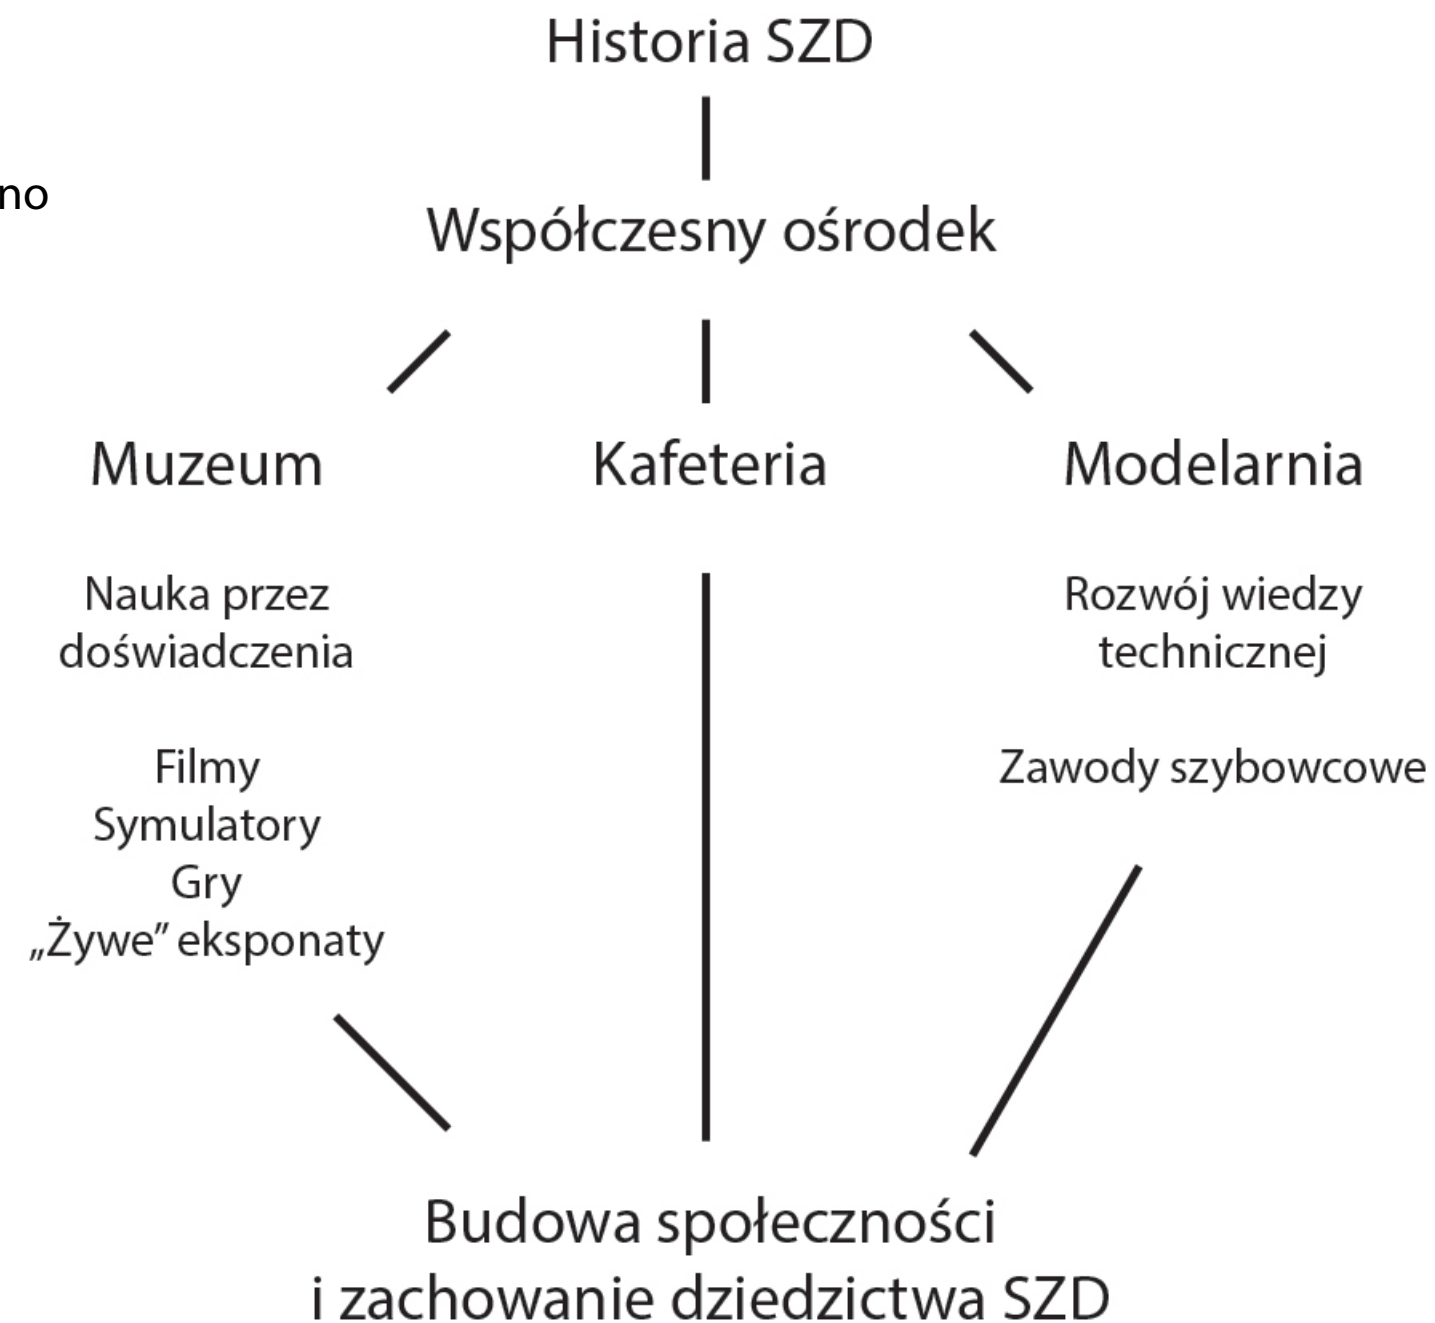 Historia SZD
no
Współczesny ośrodek
Muzeum
Kafeteria
Modelarnia
Nauka przez
doświadczenia
Filmy
Symulatory
Gry
„Żywe” eksponaty
Rozwój wiedzy
technicznej
Zawody szybowcowe
Budowa społeczności
i zachowanie dziedzictwa SZD